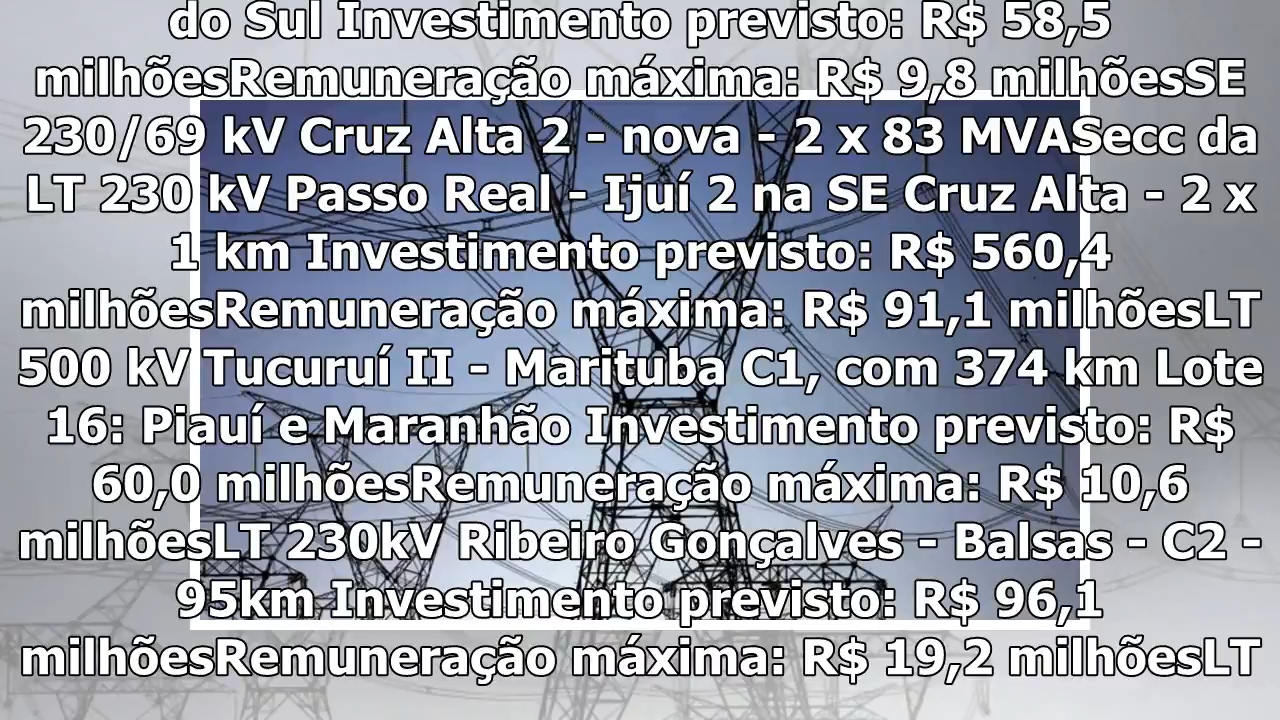 do Sul Investimento previsto: R$ 58,5
milhõesRemuneração máxima: R$ 9,8 milhõesSE
230/69 kV Cruz Alta 2 - nova - 2 x 83 MVASecc da
LT 230 kV Passo Real - Ijuí 2 na SE Cruz Alta - 2 x
1 km Investimento previsto: R$ 560,4
milhõesRemuneração máxima: R$ 91,1 milhõesLT
500 kV Tucuruí II - Marituba C1, com 374 km Lote
16: Piauí e Maranhão Investimento previsto: R$
60,0 milhõesRemuneração máxima: R$ 10,6
milhõesLT 230kV Ribeiro Gonçalves - Balsas - C2 -
95km Investimento previsto: R$ 96,1
milhõesRemuneração máxima: R$ 19,2 milhõesLT